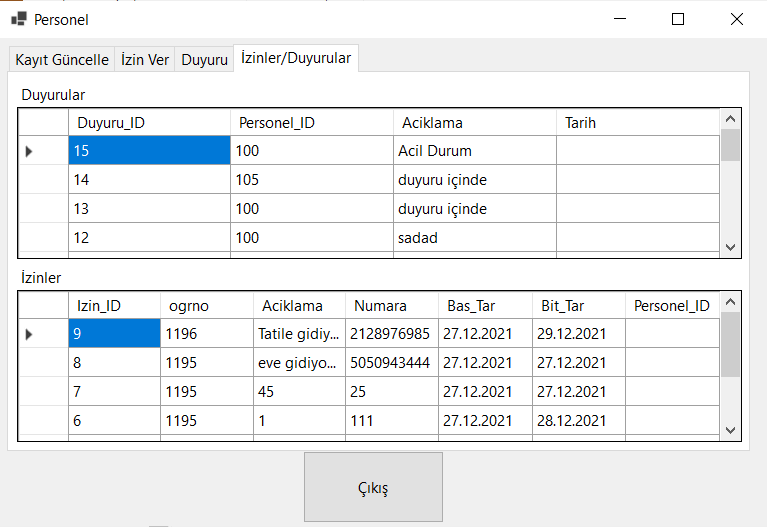 Personel
Kayıt Güncelle İzin Ver Duyuru İzinler/Duyurular
Duyurular
Duyuru_ID Personel_ID Aciklama Tarih
15 100 Acil Durum
14 105 duyuru içinde
13 100 duyuru içinde
12 100 sadad
İzinler
Izin_ID ogrno Aciklama Numara Bas_Tar Bit_Tar Personel_ID
9 1196 Tatile gidiy... 2128976985 27.12.2021 29.12.2021
8 1195 eve gidiyo... 5050943444 27.12.2021 27.12.2021
7 1195 45 25 27.12.2021 27.12.2021
6 1195 1 111 27.12.2021 28.12.2021
Çıkış